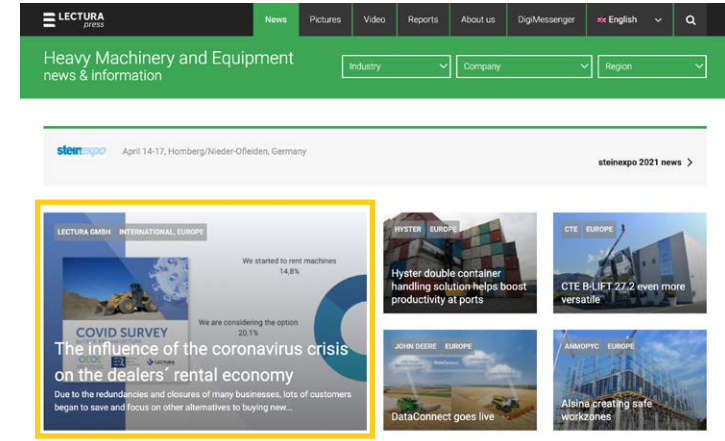 LECTURA
press
News
Pictures
Video
Reports
About us
DigiMessenger
English
Heavy Machinery and Equipment
news & information
Industry
Company
Region
steinexpo
April 14-17, Homberg/Nieder-Ofleiden, Germany
steinexpo 2021 news
LECTURA GMBH
INTERNATIONAL, EUROPE
We started to rent machines
14,8%
We are considering the option
20,1%
COVID SURVEY
LECTURA
The influence of the coronavirus crisis
on the dealers´ rental economy
Due to the redundancies and closures of many businesses, lots of customers
began to save and focus on other alternatives to buying new...
HYSTER
EUROPE
Hyster double container
handling solution helps boost
productivity at ports
CTE
EUROPE
CTE B-LIFT 27.2 even more
versatile
JOHN DEERE
EUROPE
DataConnect goes live
ANMOPYC
EUROPE
Alsina creating safe
workzones